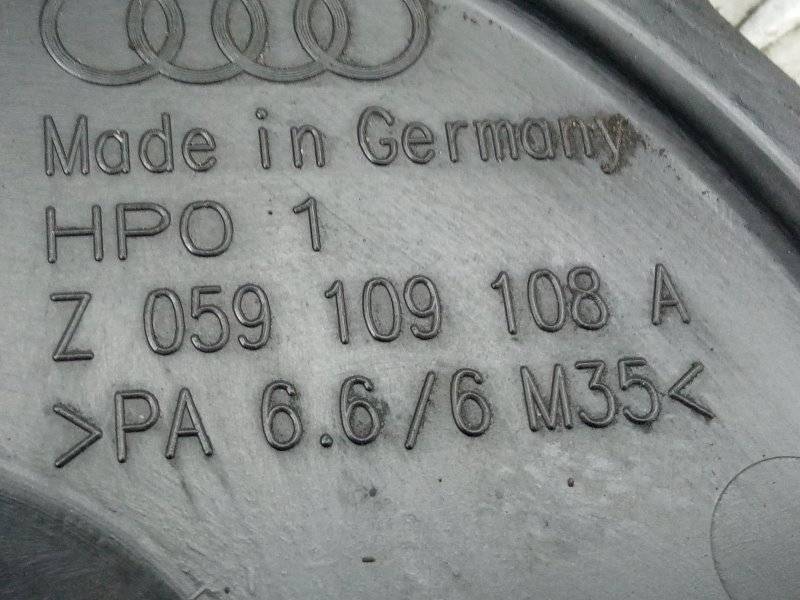 Made in Germany
HPO 1
Z 059 109 108 A
>PA 6.6/6 M35<